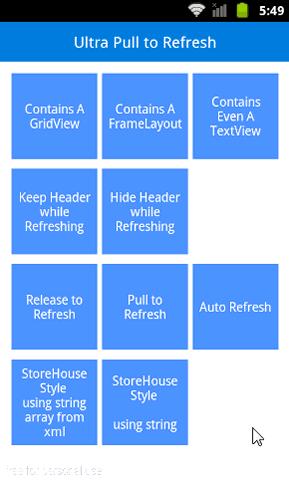 5:49
Ultra Pull to Refresh
Contains A
GridView
Contains A
FrameLayout
Contains
Even A
TextView
Keep Header
while
Refreshing
Hide Header
while
Refreshing
Release to
Refresh
Pull to
Refresh
Auto Refresh
StoreHouse
Style
using string
array from
xml
StoreHouse
Style
using string
free for personal use